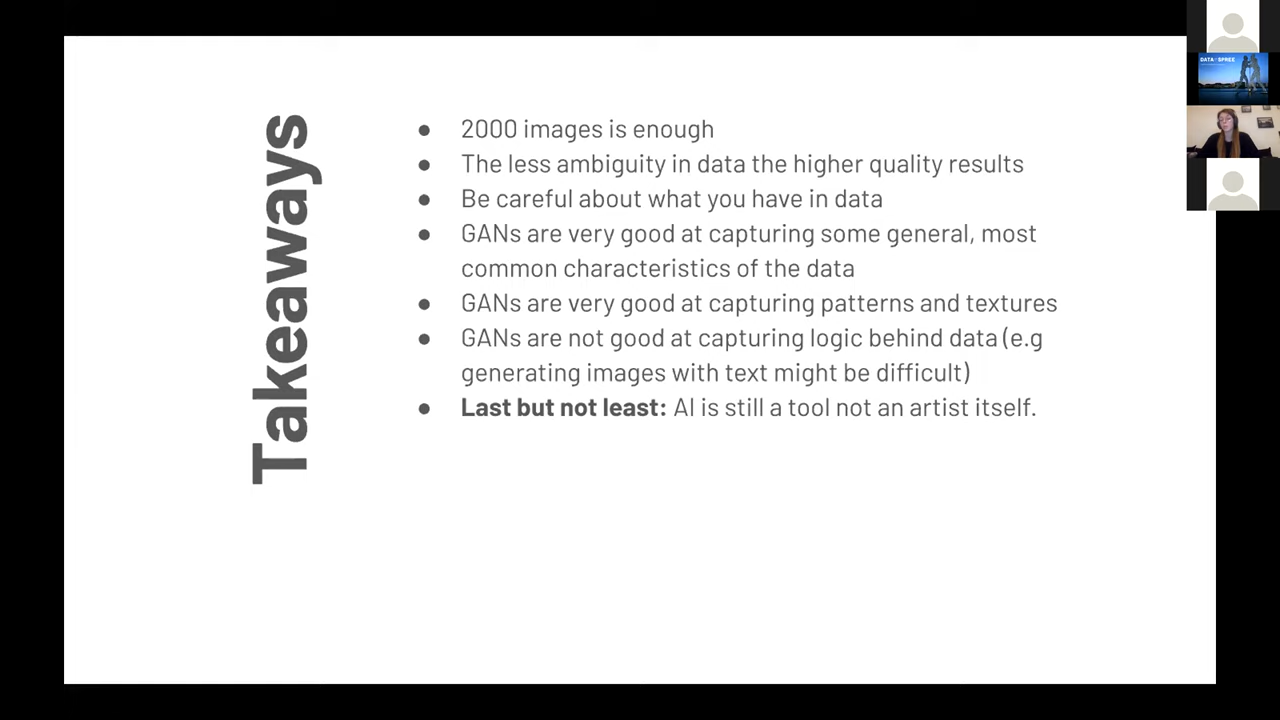 Takeaways
● 2000 images is enough
● The less ambiguity in data the higher quality results
● Be careful about what you have in data
● GANs are very good at capturing some general, most
common characteristics of the data
● GANs are very good at capturing patterns and textures
● GANs are not good at capturing logic behind data (e.g
generating images with text might be difficult)
● Last but not least: AI is still a tool not an artist itself.
DATA SPREE